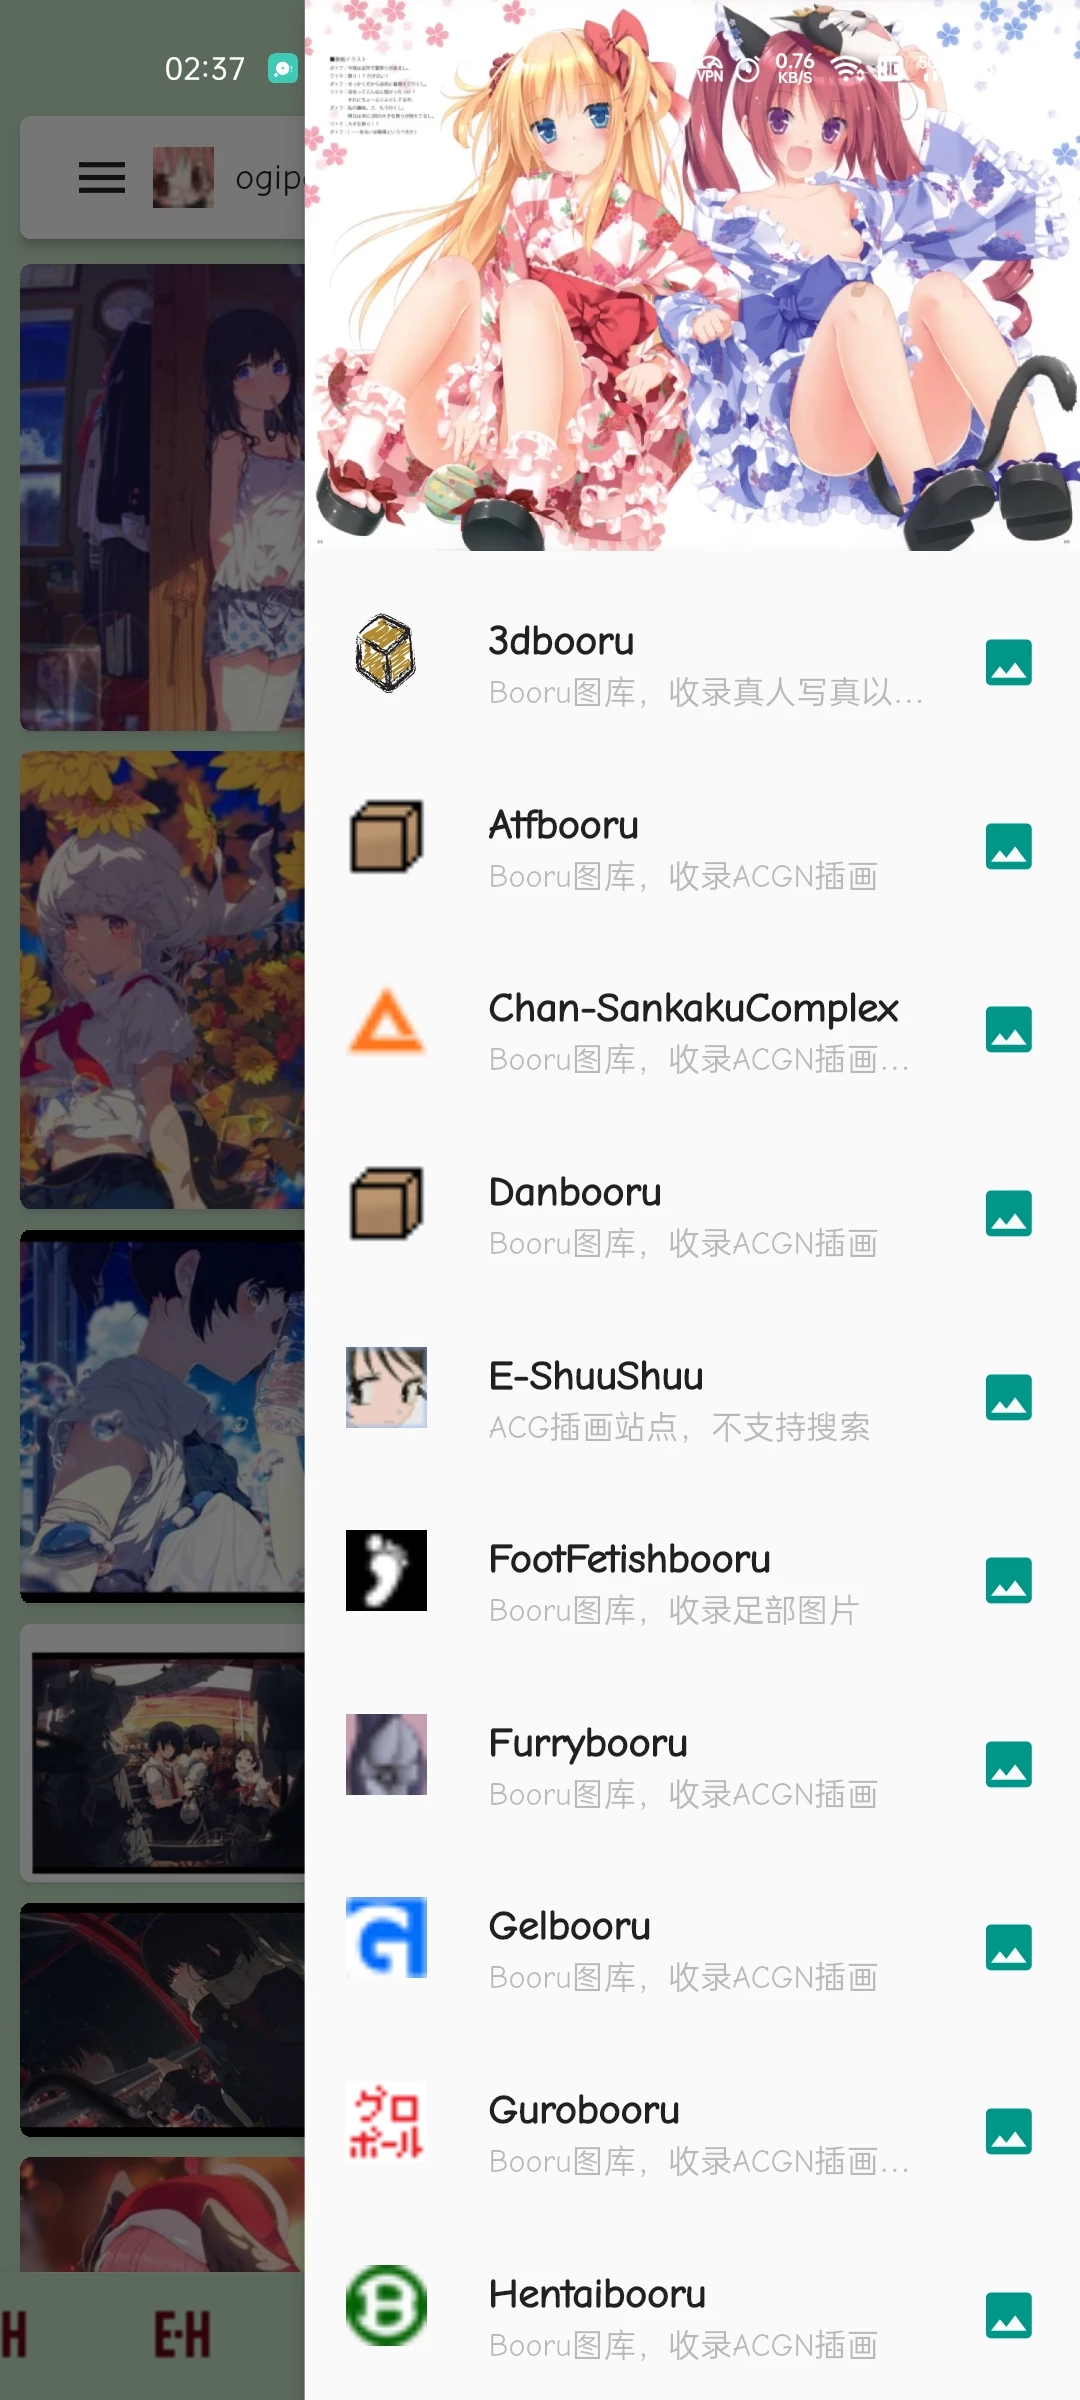 02:37
VPN
0.76
KB/S
ogip
3dbooru
Booru图库，收录真人写真以...
Atfbooru
Booru图库，收录ACGN插画
Chan-SankakuComplex
Booru图库，收录ACGN插画...
Danbooru
Booru图库，收录ACGN插画
E-ShuuShuu
ACG插画站点，不支持搜索
FootFetishbooru
Booru图库，收录足部图片
Furrybooru
Booru图库，收录ACGN插画
Gelbooru
Booru图库，收录ACGN插画
グロ
ボール
Gurobooru
Booru图库，收录ACGN插画...
Hentaibooru
Booru图库，收录ACGN插画
H
E-H